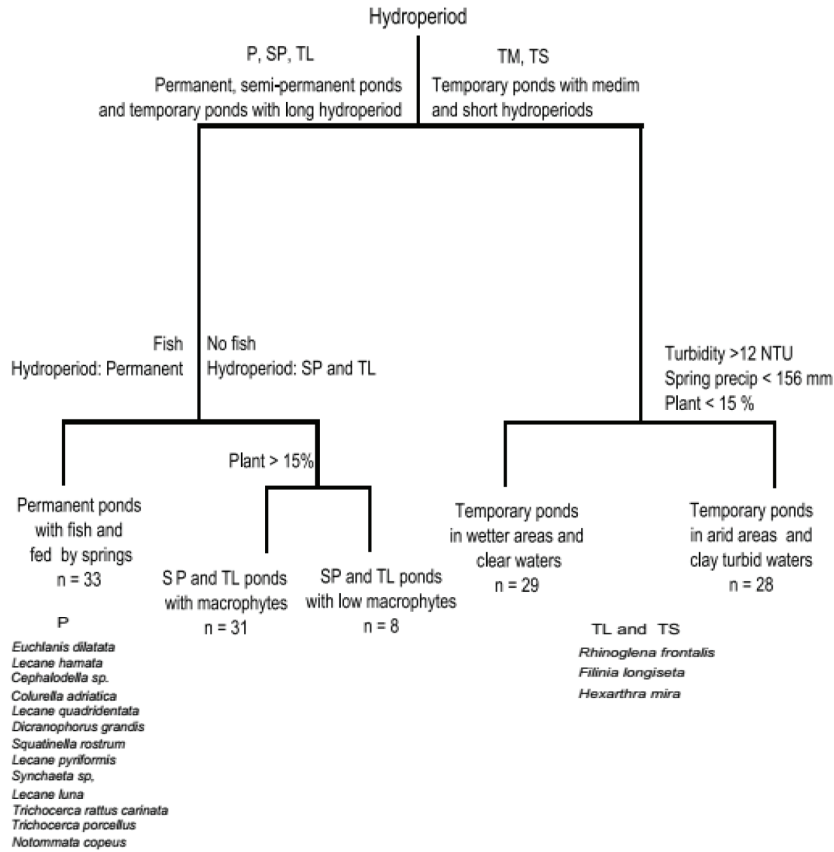 Hydroperiod
P, SP, TL
Permanent, semi-permanent ponds
and temporary ponds with long hydroperiod
TM, TS
Temporary ponds with medim
and short hydroperiods
Fish
Hydroperiod: Permanent
No fish
Hydroperiod: SP and TL
Turbidity >12 NTU
Spring precip < 156 mm
Plant < 15 %
Plant > 15%
Permanent ponds
with fish and
fed by springs
n = 33
S P and TL ponds
with macrophytes
n = 31
SP and TL ponds
with low macrophytes
n = 8
Temporary ponds
in wetter areas and
clear waters
n = 29
Temporary ponds
in arid areas and
clay turbid waters
n = 28
P
Euchlanis dilatata
Lecane hamata
Cephalodella sp.
Colurella adriatica
Lecane quadridentata
Dicranophorus grandis
Squatinella rostrum
Lecane pyriformis
Synchaeta sp,
Lecane luna
Trichocerca rattus carinata
Trichocerca porcellus
Notommata copeus
TL and TS
Rhinoglena frontalis
Filinia longiseta
Hexarthra mira